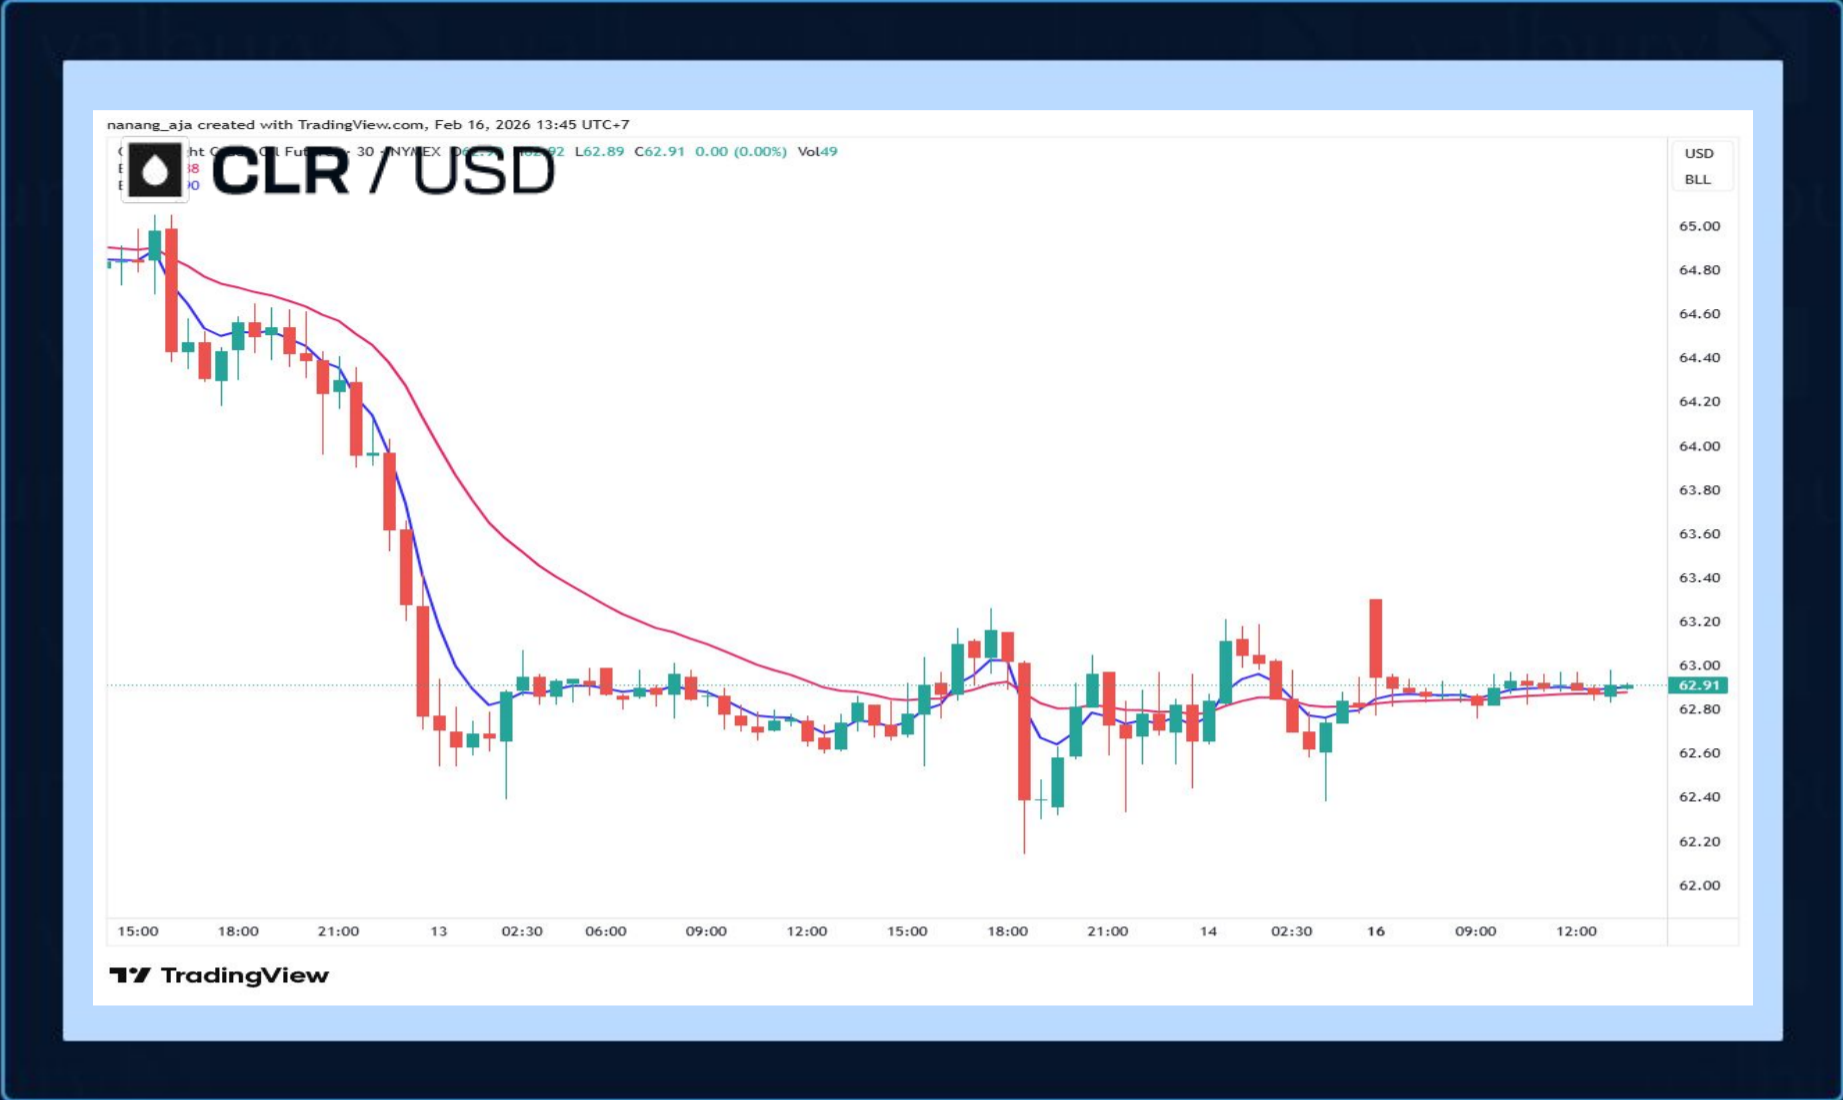 nanang_aja created with TradingView.com, Feb 16, 2026 13:45 UTC+7
30 NYMEX L62.89 C62.91 0.00 (0.00%) Vol49
CLR / USD
USD
BLL
65.00
64.80
64.60
64.40
64.20
64.00
63.80
63.60
63.40
63.20
63.00
62.91
62.80
62.60
62.40
62.20
62.00
15:00 18:00 21:00 13 02:30 06:00 09:00 12:00 15:00 18:00 21:00 14 02:30 16 09:00 12:00
TradingView